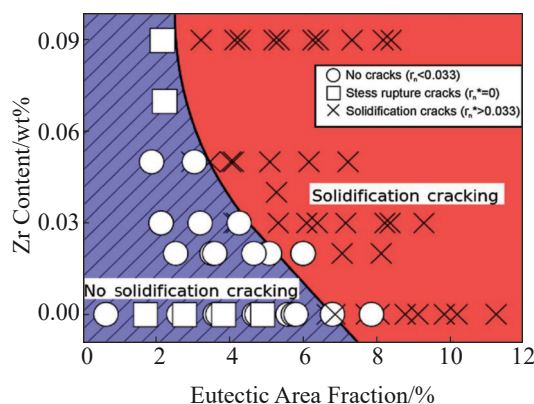 Zr Content/wt%
0.09
0.06
0.03
0.00
No cracks (rₙ<0.033)
Stess rupture cracks (rₙ*=0)
Solidification cracks (rₙ*>0.033)
Solidification cracking
No solidification cracking
0 2 4 6 8 10 12
Eutectic Area Fraction/%